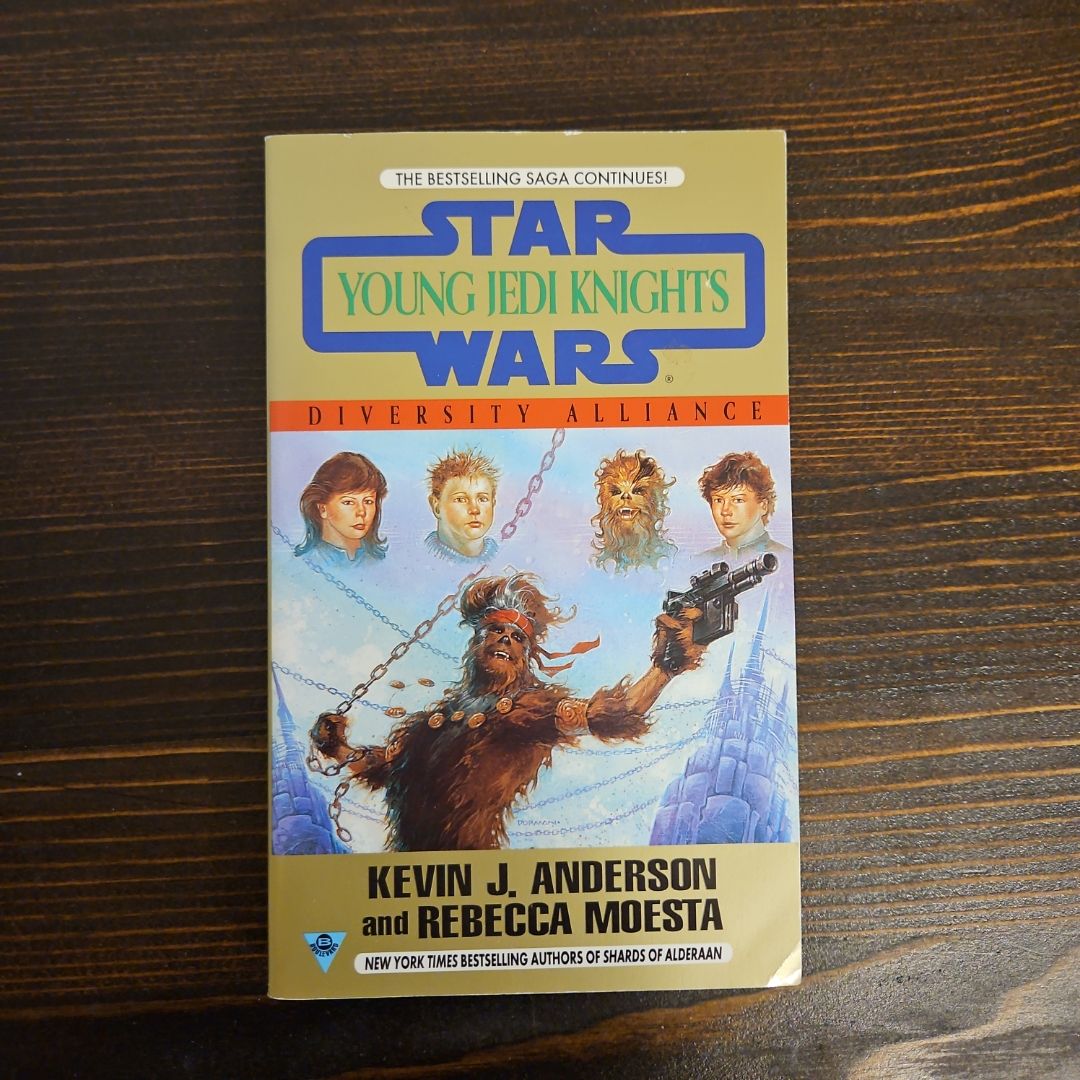 THE BESTSELLING SAGA CONTINUES!
STAR
YOUNG JEDI KNIGHTS
WARS®
DIVERSITY ALLIANCE
KEVIN J. ANDERSON
and REBECCA MOESTA
B
BOULEVARD
NEW YORK TIMES BESTSELLING AUTHORS OF SHARDS OF ALDERAAN